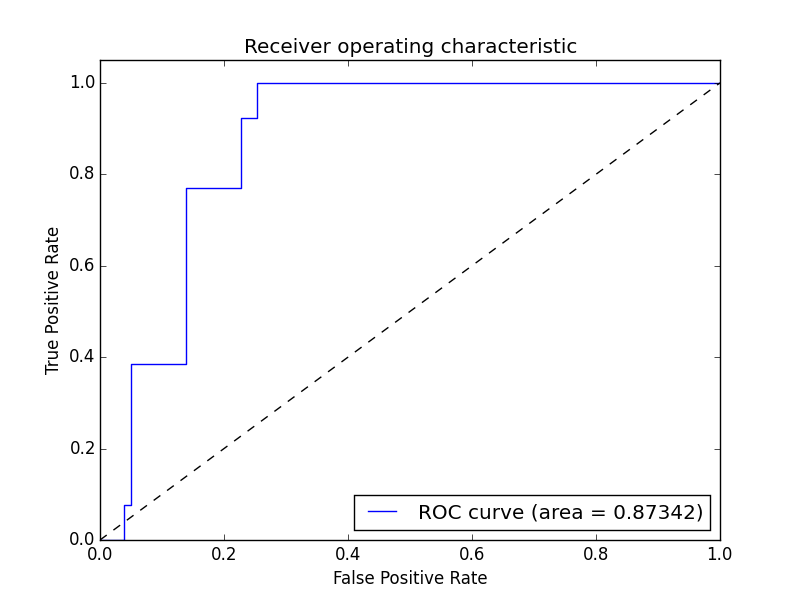 Receiver operating characteristic
1.0
0.8
0.6
0.4
0.2
0.0
True Positive Rate
ROC curve (area = 0.87342)
0.0 0.2 0.4 0.6 0.8 1.0
False Positive Rate